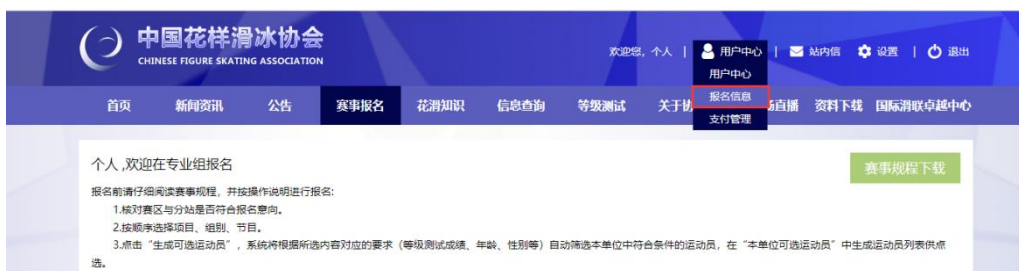 中国花样滑冰协会
CHINESE FIGURE SKATING ASSOCIATION
欢迎您, 个人 | 用户中心 | 站内信 设置 | 退出
用户中心
报名信息
支付管理
首页 新闻资讯 公告 赛事报名 花滑知识 信息查询 等级测试 关于协 直播 资料下载 国际滑联卓越中心
个人 ,欢迎在专业组报名
赛事规程下载
报名前请仔细阅读赛事规程，并按操作说明进行报名:
1.核对赛区与分站是否符合报名意向。
2.按顺序选择项目、组别、节目。
3.点击“生成可选运动员”，系统将根据所选内容对应的要求（等级测试成绩、年龄、性别等）自动筛选本单位中符合条件的运动员，在“本单位可选运动员”中生成运动员列表供点
选。